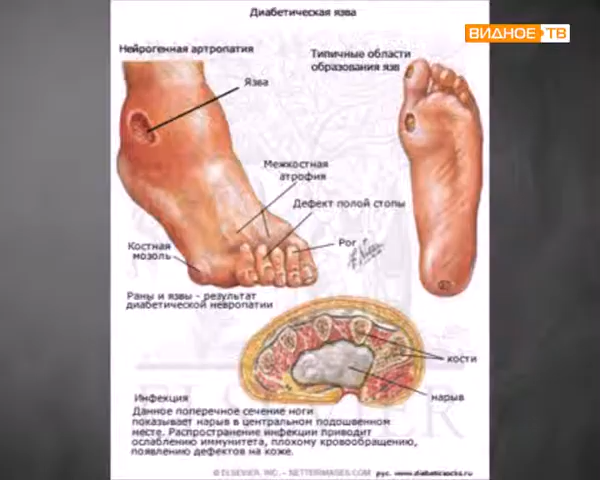 Диабетическая язва
ВИДНОЕ ТВ
Нейрогенная артропатия
Типичные области
образования язв
Язва
Межкостная
атрофия
Дефект полой стопы
Рог
Костная
мозоль
Раны и язвы - результат
диабетической невропатии
кости
нарыв
Инфекция
Данное поперечное сечение ноги
показывает нарыв в центральном подошвенном
месте. Распространение инфекции приводит
ослаблению иммунитета, плохому кровообращению,
появлению дефектов на коже.
© ELSEVIER, INC. - NETTERIMAGES.COM рус. www.diabeticsocks.ru